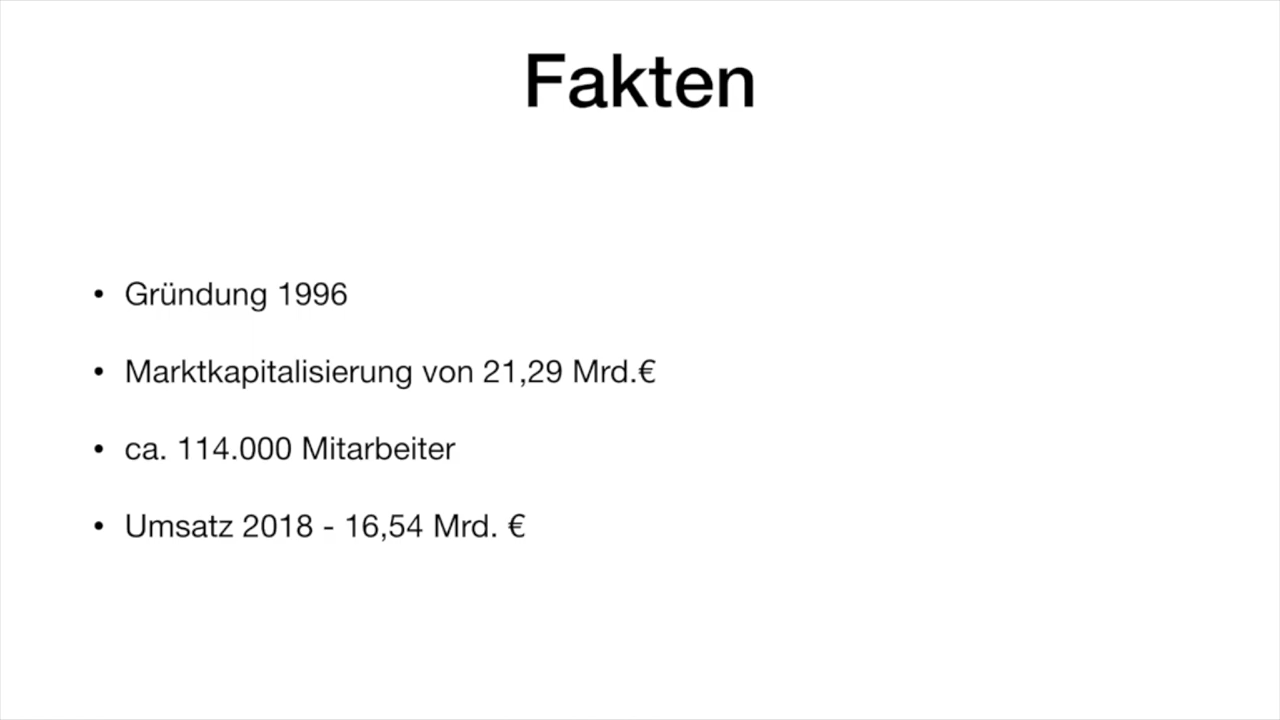 Fakten
• Gründung 1996
• Marktkapitalisierung von 21,29 Mrd.€
• ca. 114.000 Mitarbeiter
• Umsatz 2018 - 16,54 Mrd. €